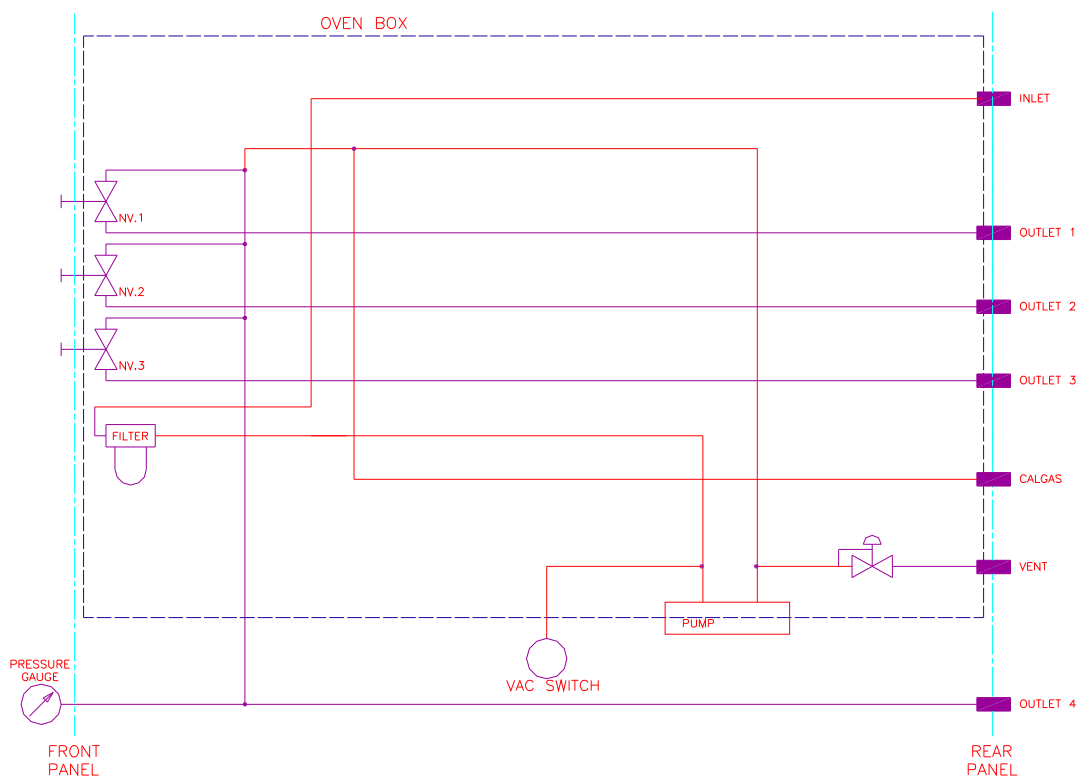 OVEN BOX
INLET
NV.1
OUTLET 1
NV.2
OUTLET 2
NV.3
OUTLET 3
FILTER
CALGAS
VENT
PUMP
PRESSURE
GAUGE
VAC SWITCH
OUTLET 4
FRONT
PANEL
REAR
PANEL